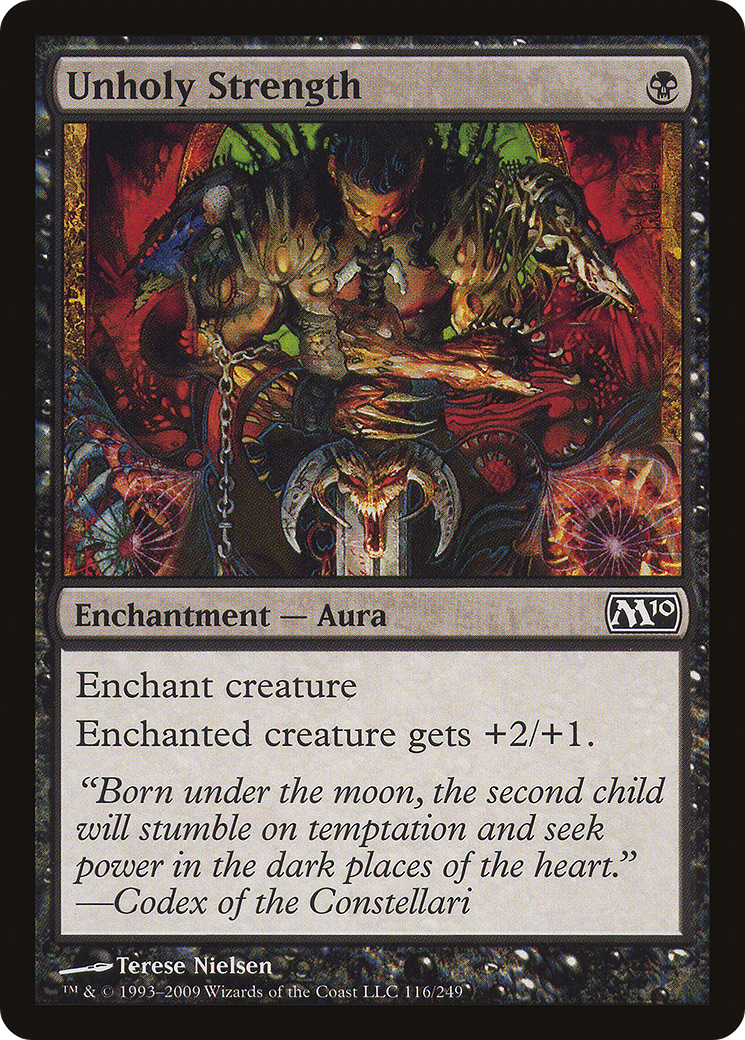 Unholy Strength
Enchantment — Aura
M10
Enchant creature
Enchanted creature gets +2/+1.
“Born under the moon, the second child
will stumble on temptation and seek
power in the dark places of the heart.”
—Codex of the Constellari
Terese Nielsen
™ & © 1993–2009 Wizards of the Coast LLC 116/249